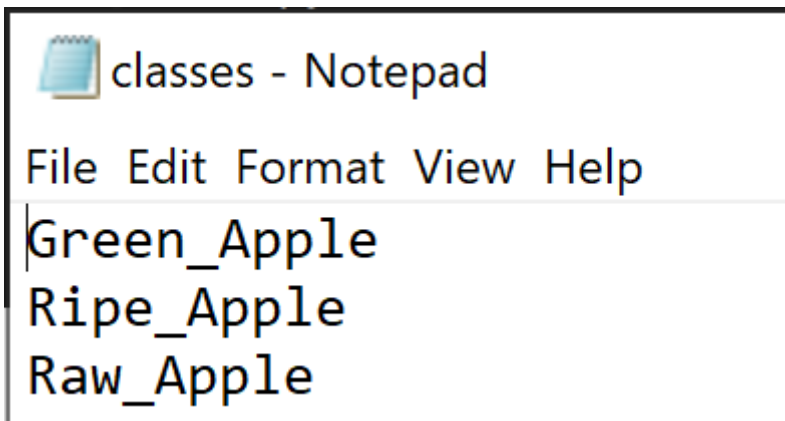 classes - Notepad
File Edit Format View Help
Green_Apple
Ripe_Apple
Raw_Apple